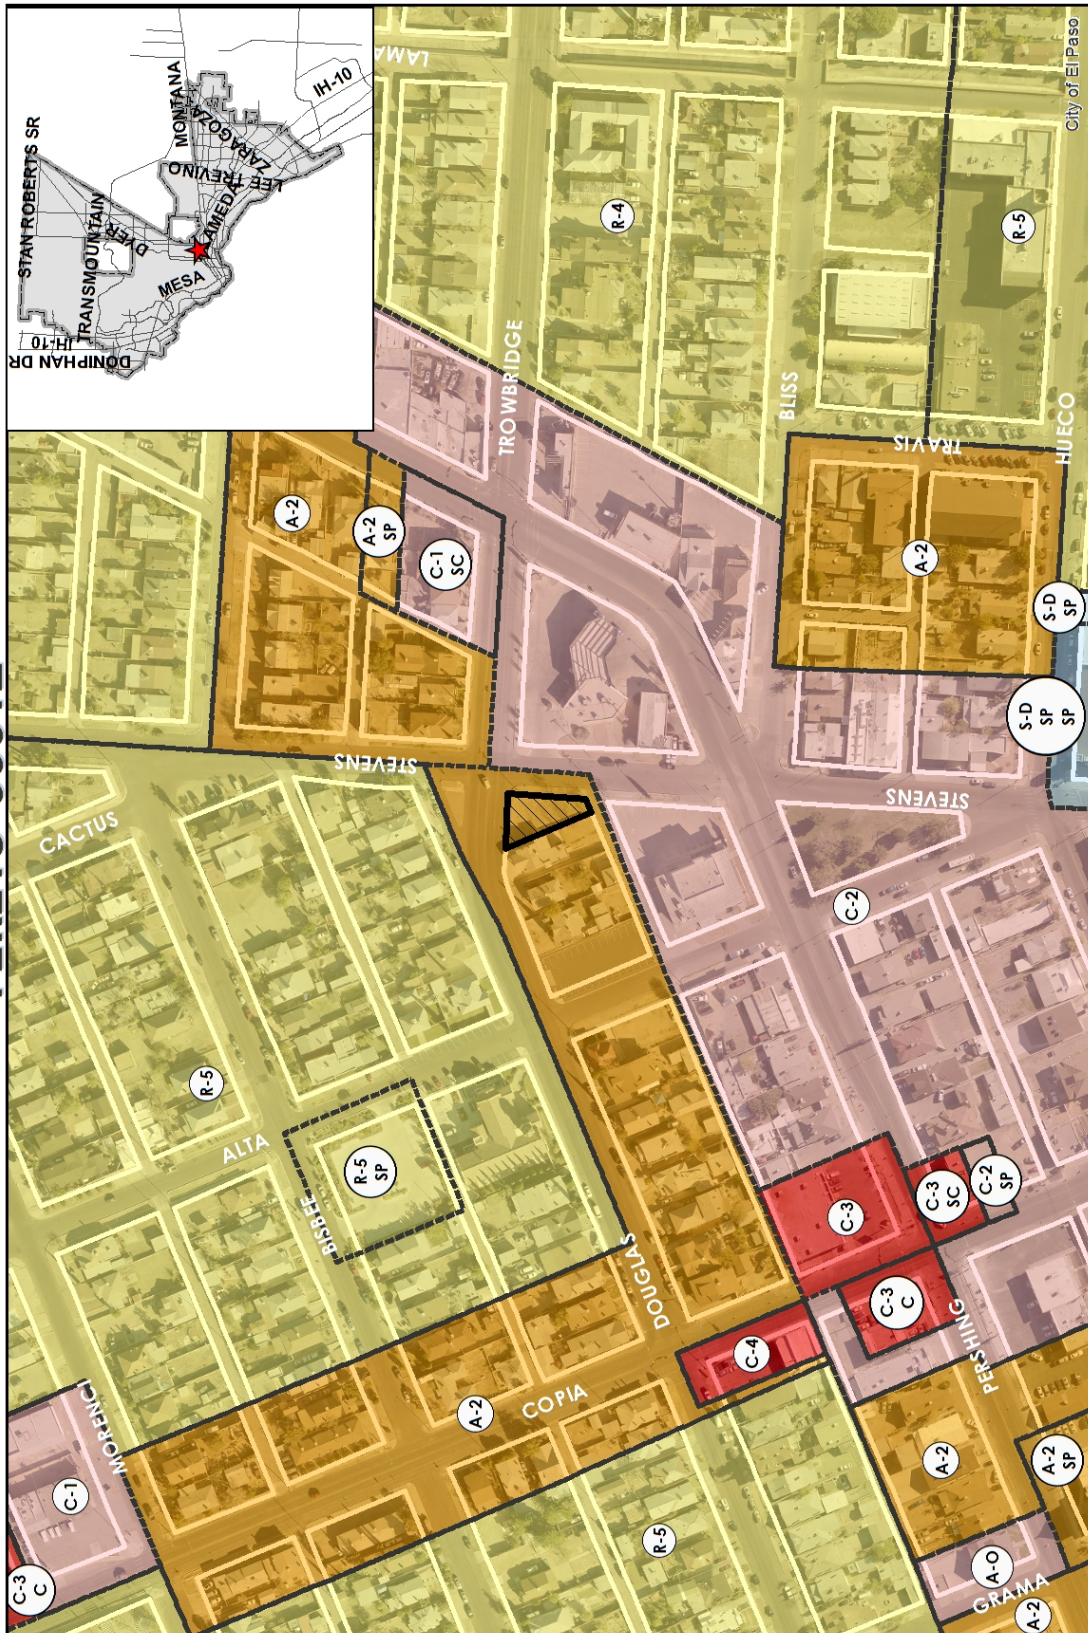 STAN ROBERTS SR
MONTANA
TRANSMOUNTAIN
DYER
LEE TREVINO
ZARAGOZA
IH-10
MESA
DONIPHAN DR
IH-10
CACTUS
STEVENS
A-2
A-2
SP
C-1
SC
TROWBRIDGE
R-4
BLISS
R-5
TRAVIS
HUECO
City of El Paso
A-2
S-D
SP
S-D
SP
SP
STEVENS
C-2
R-5
ALTA
BISBEE
R-5
SP
DOUGLAS
C-3
C-3
SC
C-2
SP
C-3
C
C-4
PERSHING
MORENCI
C-1
C-3
C
A-2
COPIA
R-5
A-2
A-2
SP
A-O
GRAMA
A-2